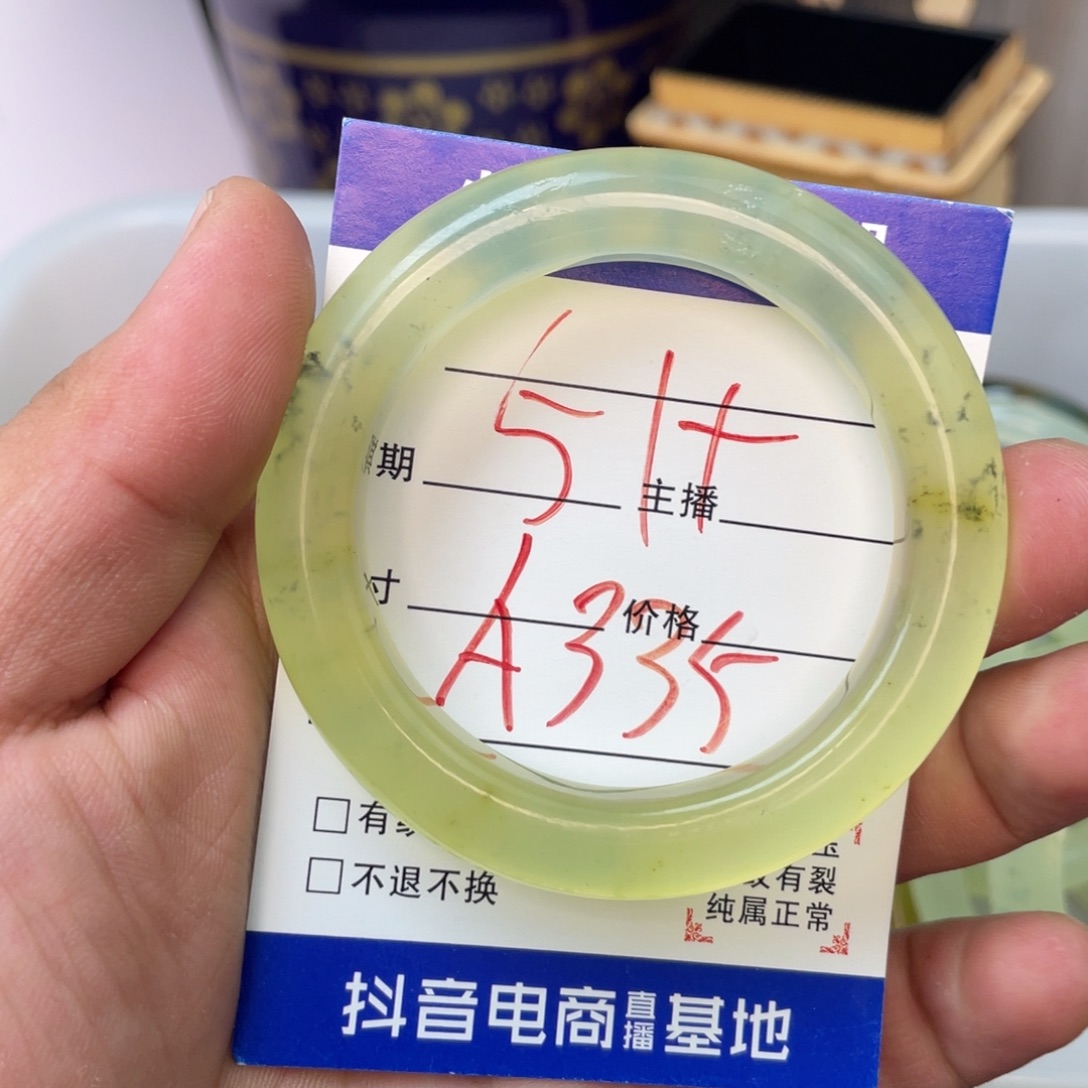 51+
期 主播
寸 价格
A335
□有纹
□不退不换
有裂
纯属正常
抖音电商直播基地